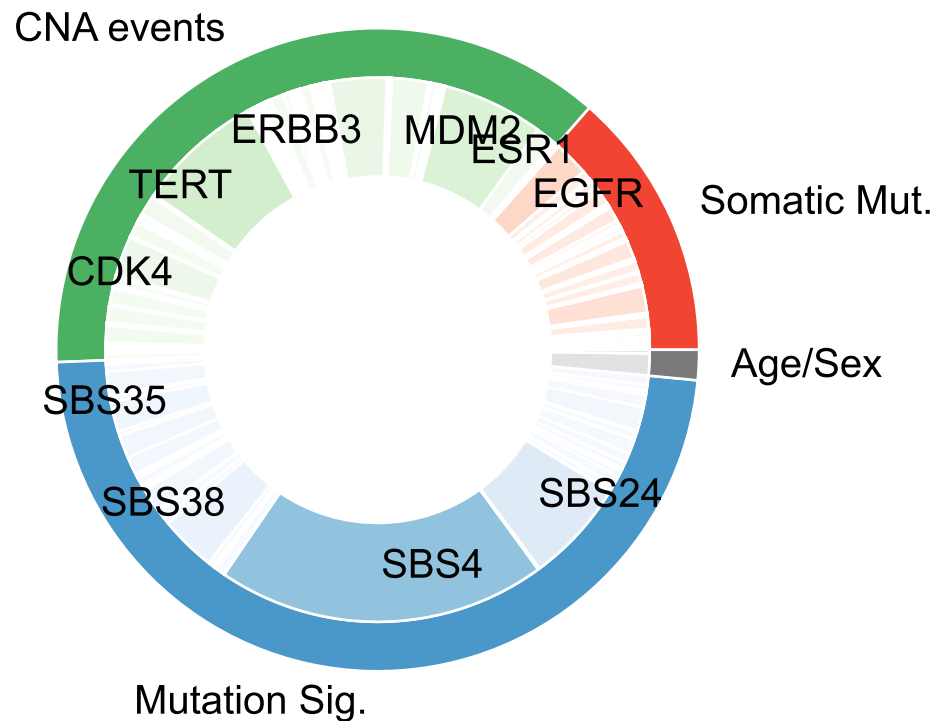 CNA events
ERBB3
MDM2
ESR1
TERT
EGFR
Somatic Mut.
CDK4
Age/Sex
SBS35
SBS38
SBS24
SBS4
Mutation Sig.